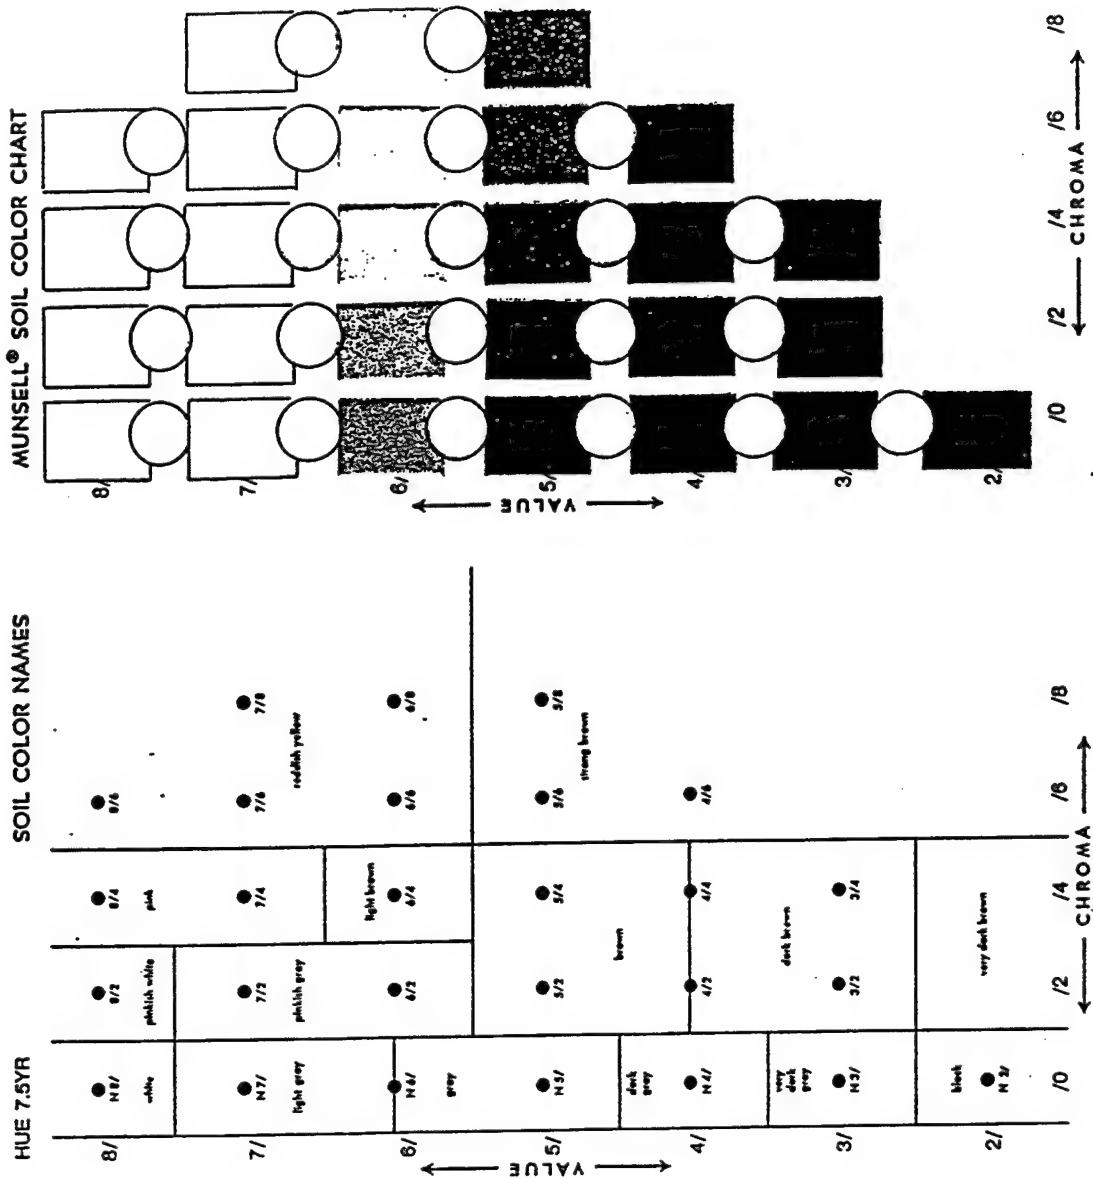 HUE 7.5YR
SOIL COLOR NAMES
8/
N 8/
8/2
8/4
8/6
white
pinkish white
pink
7/
N 7/
7/2
7/4
7/6
7/8
light gray
pinkish gray
reddish yellow
light brown
6/
N 6/
6/2
6/4
6/6
6/8
gray
VALUE
5/
N 5/
5/2
5/4
5/6
5/8
strong brown
brown
dark
gray
4/
N 4/
4/2
4/4
4/6
very
dark
gray
dark brown
3/
N 3/
3/2
3/4
black
very dark brown
2/
N 2/
/0
/2
/4
/6
/8
CHROMA
MUNSELL® SOIL COLOR CHART
8/
7/
6/
VALUE
5/
4/
3/
2/
/0
/2
/4
/6
/8
CHROMA